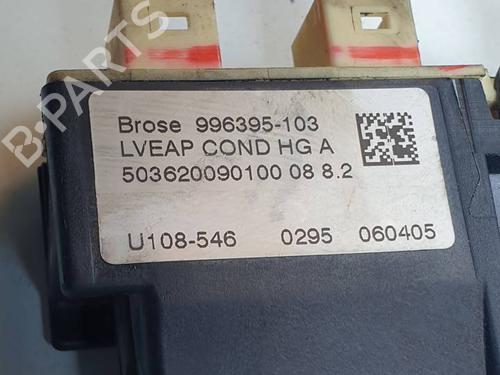 B-PARTS
Brose 996395-103
LVEAP COND HG A
503620090100 08 8.2
U108-546 0295 060405